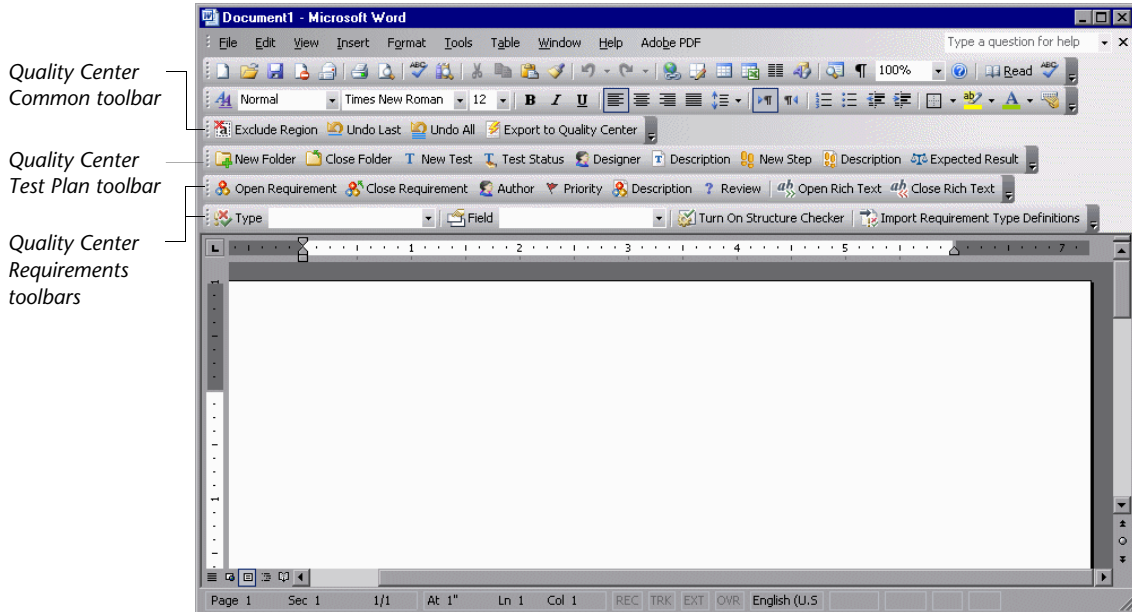 Document1 - Microsoft Word
File Edit View Insert Format Tools Table Window Help Adobe PDF Type a question for help
100% Read
Normal Times New Roman 12 B I U
Quality Center
Common toolbar
Exclude Region Undo Last Undo All Export to Quality Center
Quality Center
Test Plan toolbar
New Folder Close Folder T New Test Test Status Designer Description New Step Description Expected Result
Open Requirement Close Requirement Author Priority Description ? Review ab Open Rich Text ab Close Rich Text
Type Field Turn On Structure Checker Import Requirement Type Definitions
Quality Center
Requirements
toolbars
L 1 2 3 4 5 7
1
1
Page 1 Sec 1 1/1 At 1" Ln 1 Col 1 REC TRK EXT OVR English (U.S